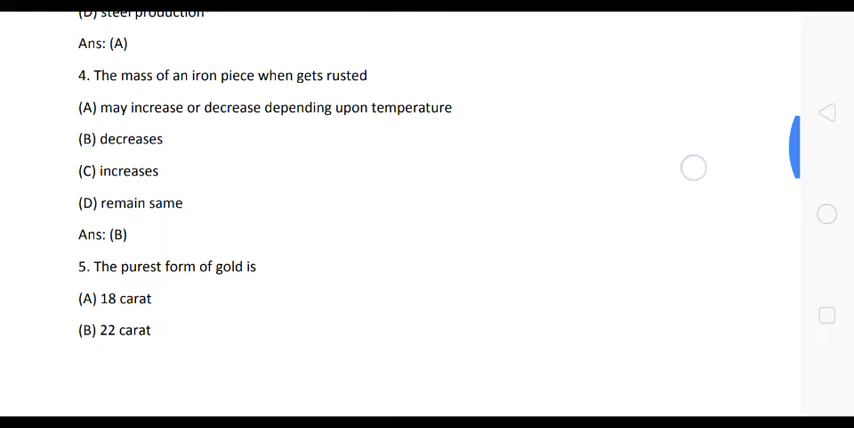 (D) steel production
Ans: (A)
4. The mass of an iron piece when gets rusted
(A) may increase or decrease depending upon temperature
(B) decreases
(C) increases
(D) remain same
Ans: (B)
5. The purest form of gold is
(A) 18 carat
(B) 22 carat